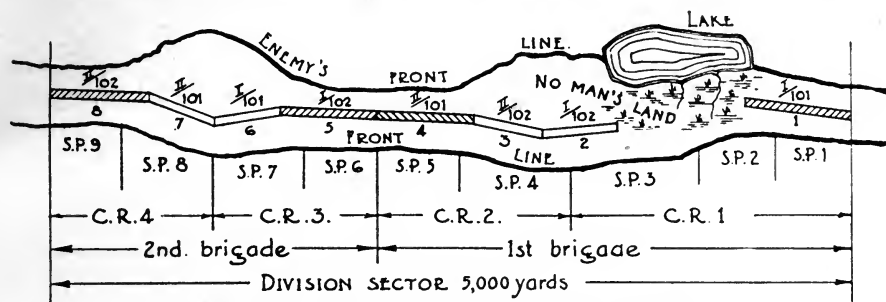 LAKE
ENEMY'S FRONT LINE.
NO MAN'S LAND
II/102 II/101 I/101 I/102 II/101 II/102 I/102 I/101
8 7 6 5 4 3 2 1
FRONT LINE
S.P.9 S.P.8 S.P.7 S.P.6 S.P.5 S.P.4 S.P.3 S.P.2 S.P.1
C.R.4 C.R.3. C.R.2. C.R.1
2nd. brigade 1st brigade
DIVISION SECTOR 5,000 yards